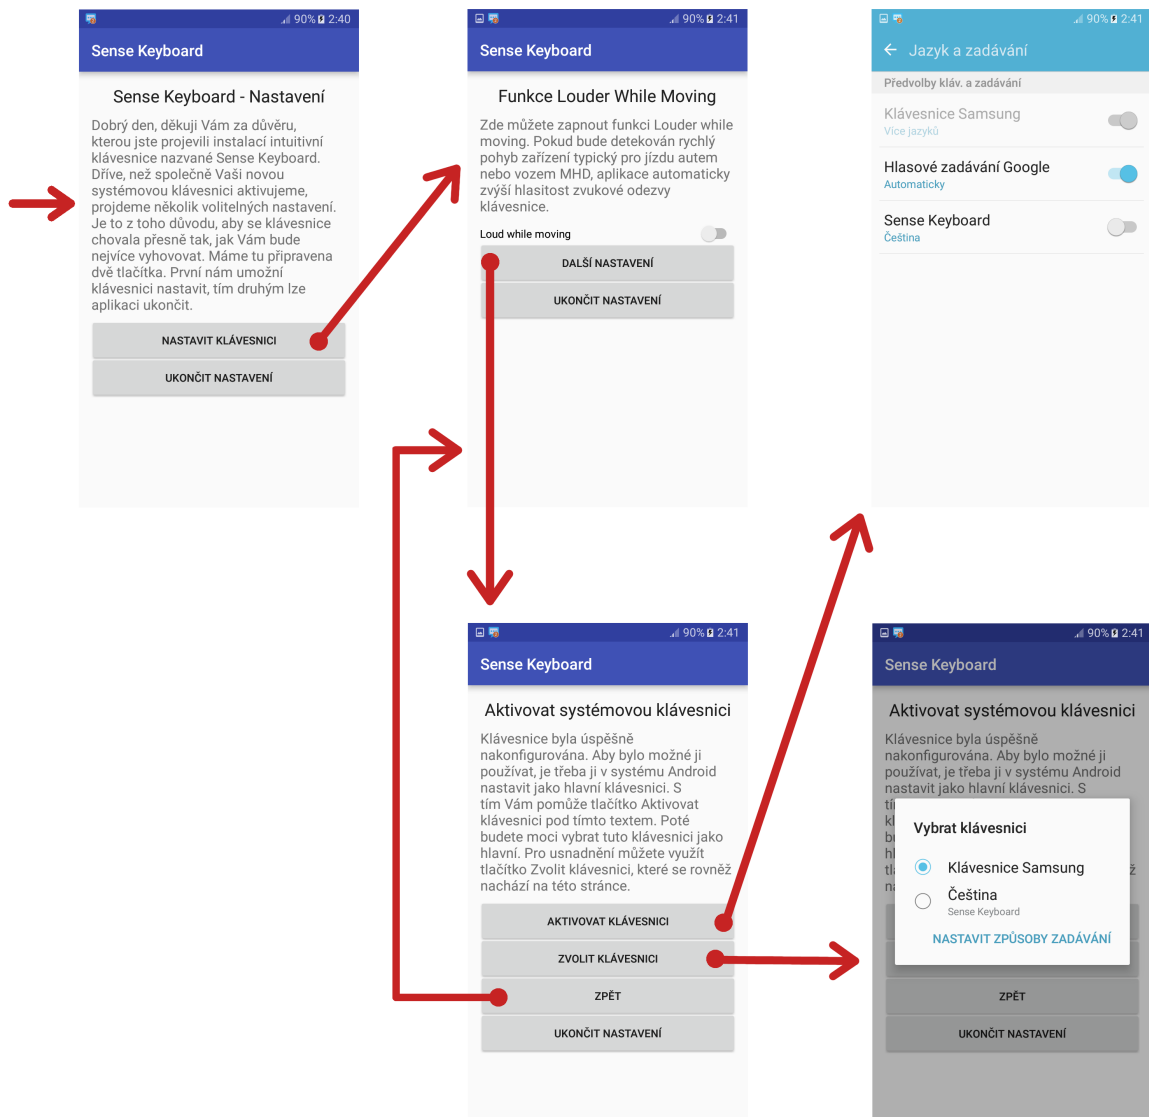 90% 2:40
Sense Keyboard
Sense Keyboard - Nastavení
Dobrý den, děkuji Vám za důvěru,
kterou jste projevili instalací intuitivní
klávesnice nazvané Sense Keyboard.
Dříve, než společně Vaši novou
systémovou klávesnici aktivujeme,
projdeme několik volitelných nastavení.
Je to z toho důvodu, aby se klávesnice
chovala přesně tak, jak Vám bude
nejvíce vyhovovat. Máme tu připravena
dvě tlačítka. První nám umožní
klávesnici nastavit, tím druhým lze
aplikaci ukončit.
NASTAVIT KLÁVESNICI
UKONČIT NASTAVENÍ
90% 2:41
Sense Keyboard
Funkce Louder While Moving
Zde můžete zapnout funkci Louder while
moving. Pokud bude detekován rychlý
pohyb zařízení typický pro jízdu autem
nebo vozem MHD, aplikace automaticky
zvýší hlasitost zvukové odezvy
klávesnice.
Loud while moving
DALŠÍ NASTAVENÍ
UKONČIT NASTAVENÍ
90% 2:41
Jazyk a zadávání
Předvolby kláv. a zadávání
Klávesnice Samsung
Více jazyků
Hlasové zadávání Google
Automaticky
Sense Keyboard
Čeština
90% 2:41
Sense Keyboard
Aktivovat systémovou klávesnici
Klávesnice byla úspěšně
nakonfigurována. Aby bylo možné ji
používat, je třeba ji v systému Android
nastavit jako hlavní klávesnici. S
tím Vám pomůže tlačítko Aktivovat
klávesnici pod tímto textem. Poté
budete moci vybrat tuto klávesnici jako
hlavní. Pro usnadnění můžete využít
tlačítko Zvolit klávesnici, které se rovněž
nachází na této stránce.
AKTIVOVAT KLÁVESNICI
ZVOLIT KLÁVESNICI
ZPĚT
UKONČIT NASTAVENÍ
90% 2:41
Sense Keyboard
Aktivovat systémovou klávesnici
Klávesnice byla úspěšně
nakonfigurována. Aby bylo možné ji
používat, je třeba ji v systému Android
nastavit jako hlavní klávesnici. S
Vybrat klávesnici
Klávesnice Samsung
Čeština
Sense Keyboard
NASTAVIT ZPŮSOBY ZADÁVÁNÍ
ZPĚT
UKONČIT NASTAVENÍ